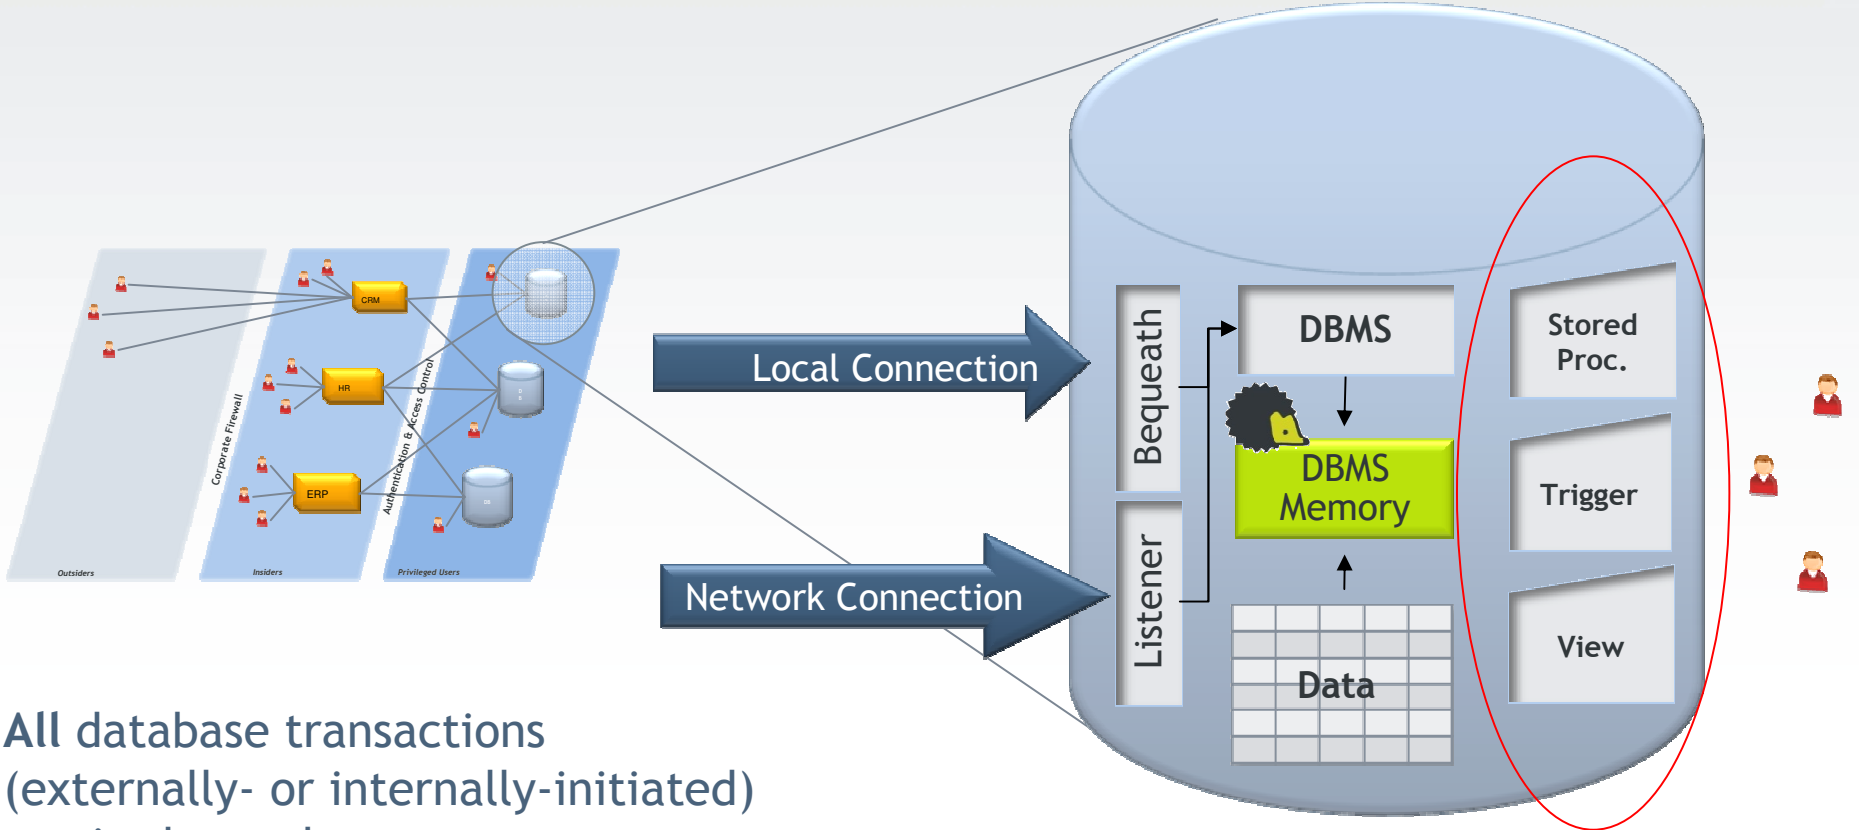 CRM
HR
ERP
Corporate Firewall
Authentication & Access Control
Outsiders
Insiders
Privileged Users
D
B
DB
Local Connection
Network Connection
Bequeath
Listener
DBMS
DBMS
Memory
Data
Stored
Proc.
Trigger
View
All database transactions
(externally- or internally-initiated)